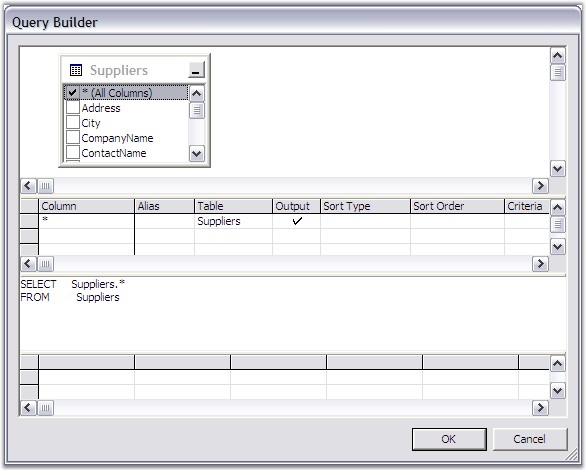 Query Builder
Suppliers
* (All Columns)
Address
City
CompanyName
ContactName
Column Alias Table Output Sort Type Sort Order Criteria
* Suppliers
SELECT Suppliers.*
FROM Suppliers
OK Cancel